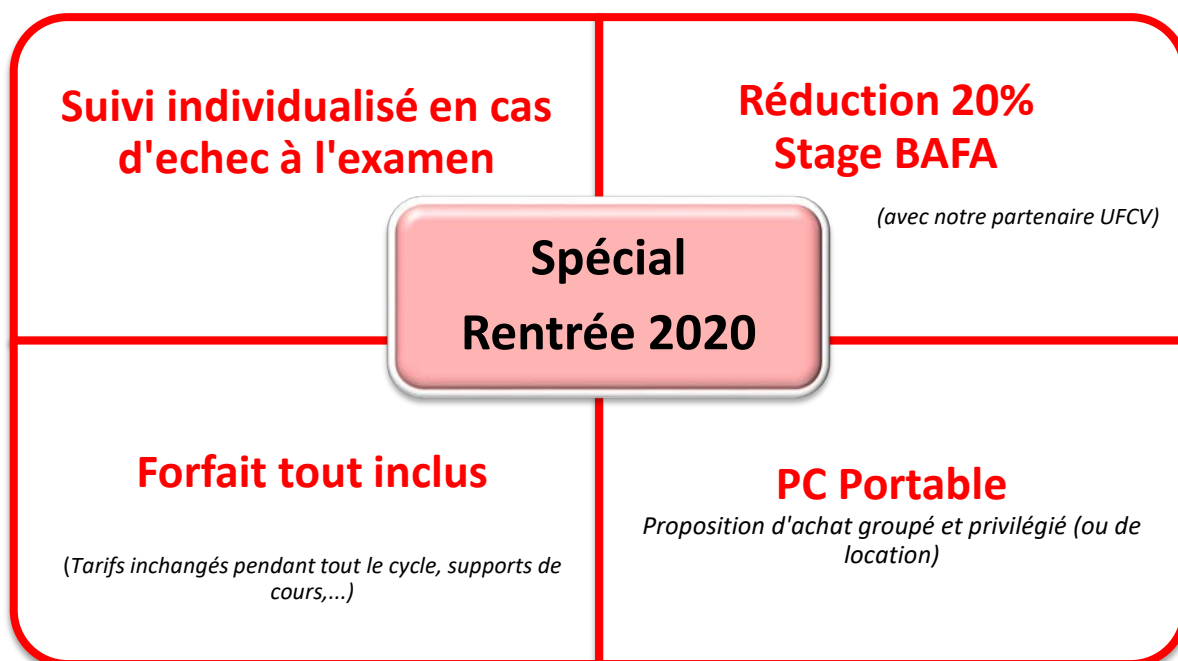 Suivi individualisé en cas
d'echec à l'examen
Réduction 20%
Stage BAFA
(avec notre partenaire UFCV)
Spécial
Rentrée 2020
Forfait tout inclus
(Tarifs inchangés pendant tout le cycle, supports de
cours,...)
PC Portable
Proposition d'achat groupé et privilégié (ou de
location)